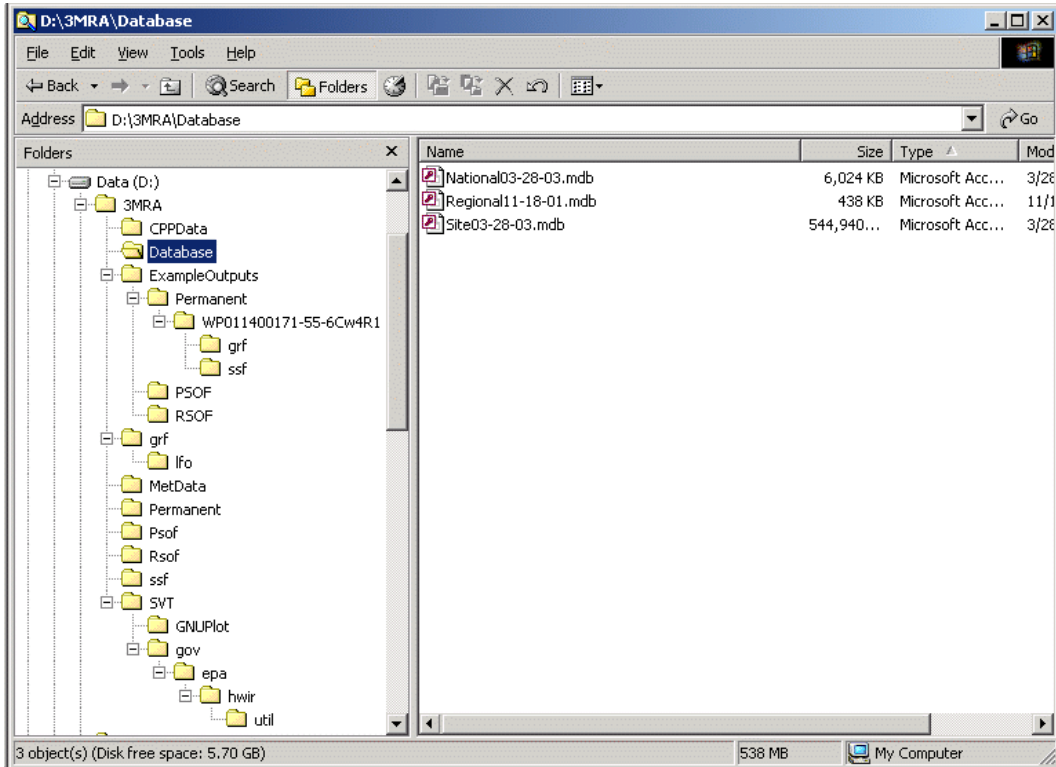 D:\3MRA\Database
File Edit View Tools Help
Back Search Folders
Address D:\3MRA\Database Go
Folders
Name Size Type Mod
Data (D:)
3MRA
CPPData
Database
ExampleOutputs
Permanent
WP011400171-55-6Cw4R1
grf
ssf
PSOF
RSOF
grf
lfo
MetData
Permanent
Psof
Rsof
ssf
SVT
GNUPlot
gov
epa
hwir
util
National03-28-03.mdb 6,024 KB Microsoft Acc... 3/28
Regional11-18-01.mdb 438 KB Microsoft Acc... 11/1
Site03-28-03.mdb 544,940... Microsoft Acc... 3/28
3 object(s) (Disk free space: 5.70 GB) 538 MB My Computer